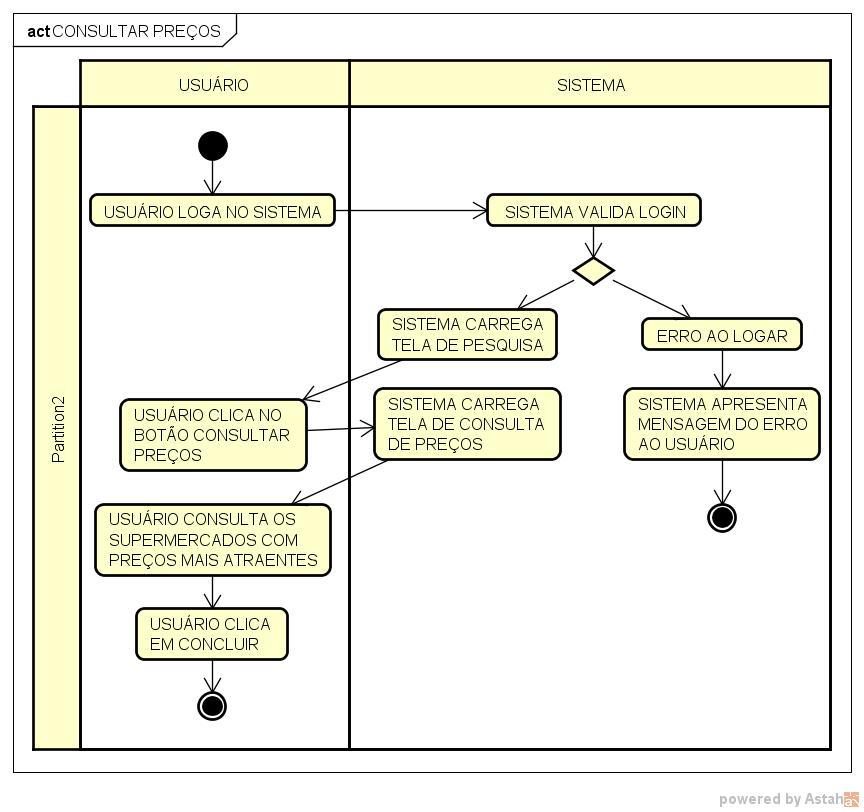 act CONSULTAR PREÇOS
USUÁRIO
SISTEMA
Partition2
USUÁRIO LOGA NO SISTEMA
SISTEMA VALIDA LOGIN
SISTEMA CARREGA
TELA DE PESQUISA
ERRO AO LOGAR
USUÁRIO CLICA NO
BOTÃO CONSULTAR
PREÇOS
SISTEMA CARREGA
TELA DE CONSULTA
DE PREÇOS
SISTEMA APRESENTA
MENSAGEM DO ERRO
AO USUÁRIO
USUÁRIO CONSULTA OS
SUPERMERCADOS COM
PREÇOS MAIS ATRAENTES
USUÁRIO CLICA
EM CONCLUIR
powered by Astah